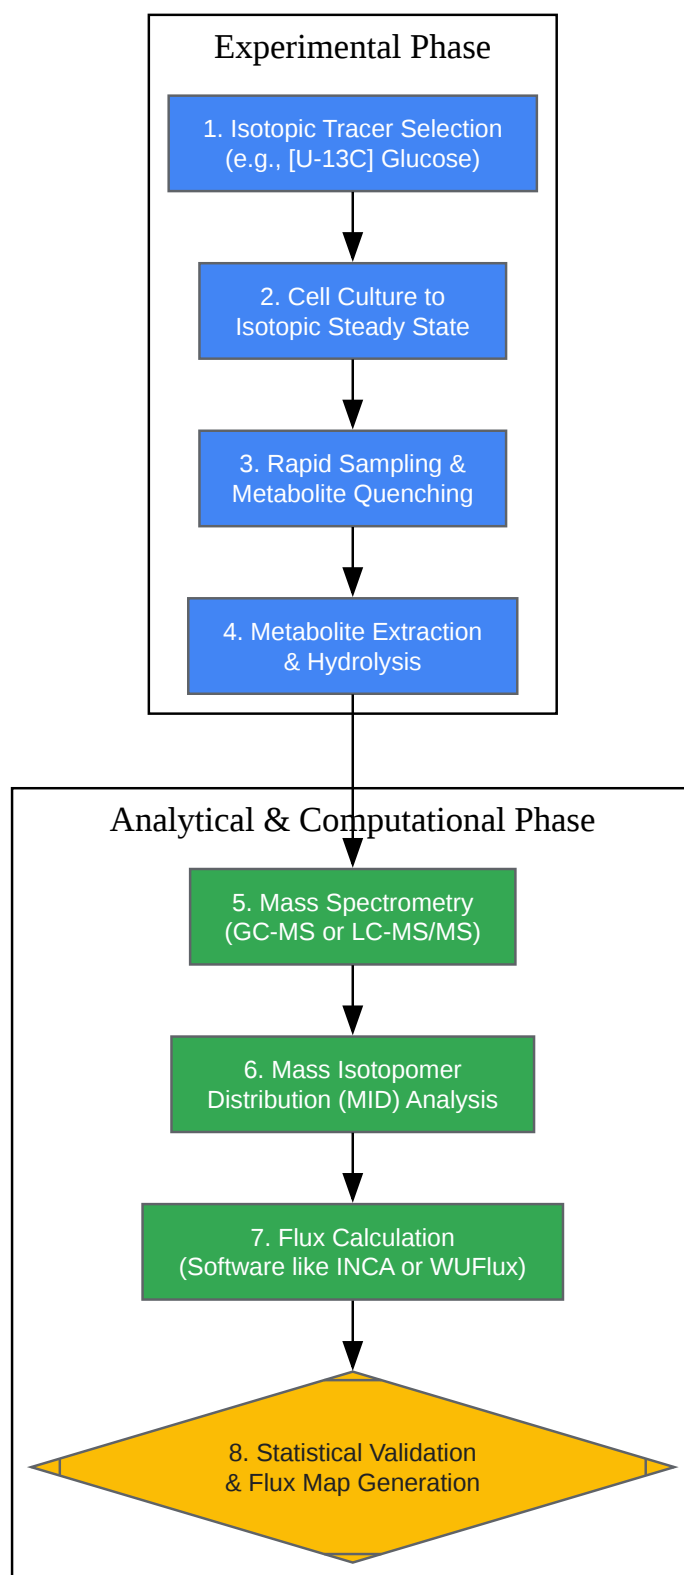 Experimental Phase
1. Isotopic Tracer Selection
(e.g., [U-13C] Glucose)
2. Cell Culture to
Isotopic Steady State
3. Rapid Sampling &
Metabolite Quenching
4. Metabolite Extraction
& Hydrolysis
Analytical & Computational Phase
5. Mass Spectrometry
(GC-MS or LC-MS/MS)
6. Mass Isotopomer
Distribution (MID) Analysis
7. Flux Calculation
(Software like INCA or WUFlux)
8. Statistical Validation
& Flux Map Generation